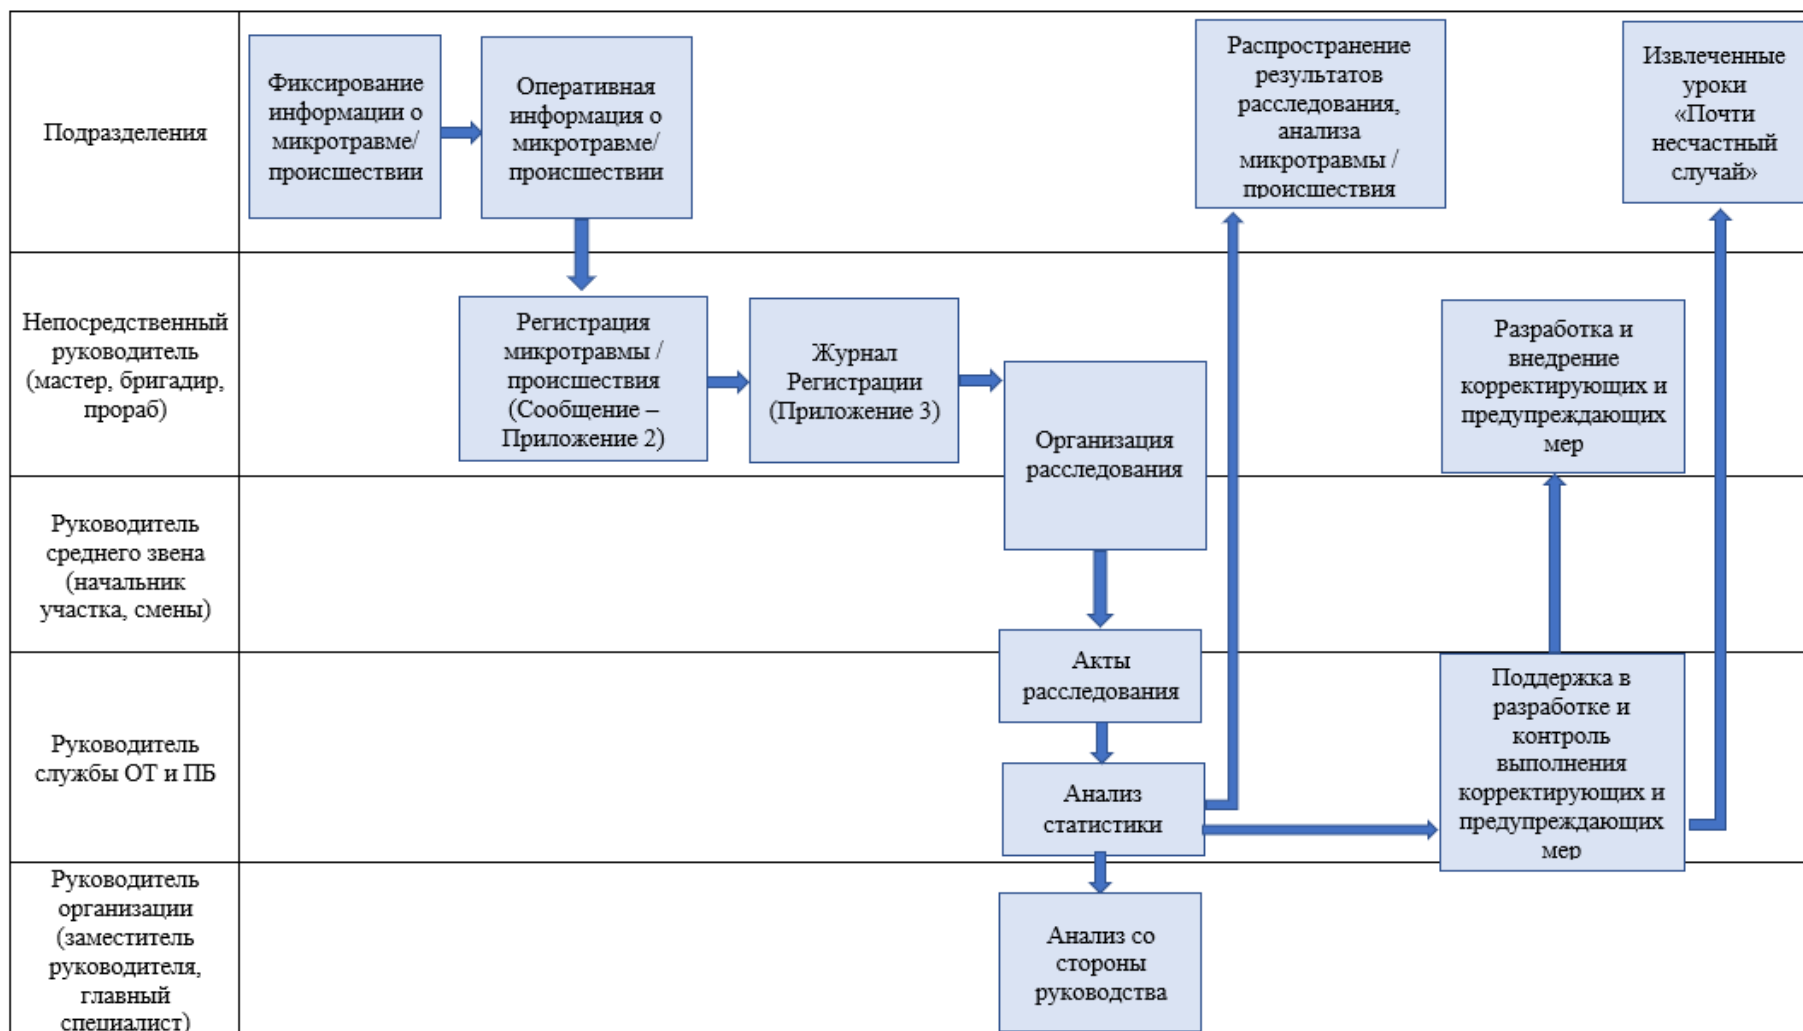 Подразделения
Фиксирование
информации о
микротравме/
происшествии
Оперативная
информация о
микротравме/
происшествии
Распространение
результатов
расследования,
анализа
микротравмы /
происшествия
Извлеченные
уроки
«Почти
несчастный
случай»
Непосредственный
руководитель
(мастер, бригадир,
прораб)
Регистрация
микротравмы /
происшествия
(Сообщение –
Приложение 2)
Журнал
Регистрации
(Приложение 3)
Организация
расследования
Разработка и
внедрение
корректирующих и
предупреждающих
мер
Руководитель
среднего звена
(начальник
участка, смены)
Акты
расследования
Руководитель
службы ОТ и ПБ
Анализ
статистики
Поддержка в
разработке и
контроль
выполнения
корректирующих и
предупреждающих
мер
Руководитель
организации
(заместитель
руководителя,
главный
специалист)
Анализ со
стороны
руководства